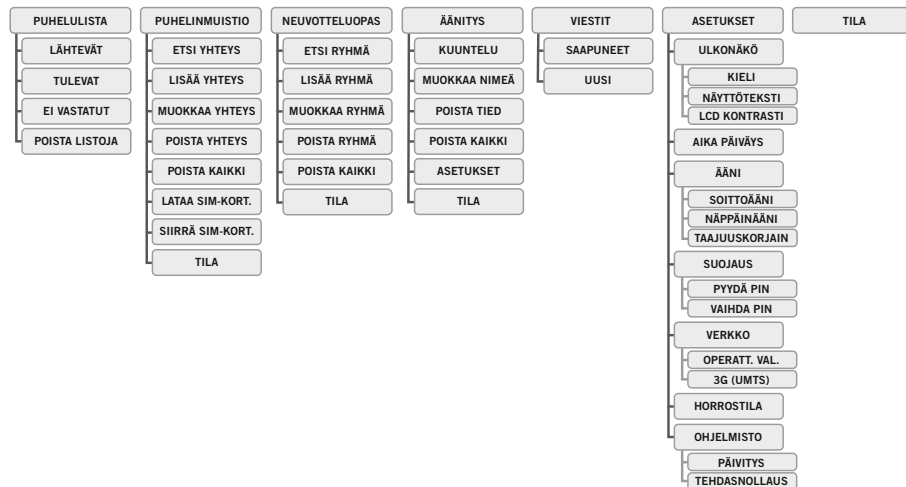 PUHELULISTA
LÄHTEVÄT
TULEVAT
EI VASTATUT
POISTA LISTOJA
PUHELINMUISTIO
ETSI YHTEYS
LISÄÄ YHTEYS
MUOKKAA YHTEYS
POISTA YHTEYS
POISTA KAIKKI
LATAA SIM-KORT.
SIIRRÄ SIM-KORT.
TILA
NEUVOTTELUOPAS
ETSI RYHMÄ
LISÄÄ RYHMÄ
MUOKKAA RYHMÄ
POISTA RYHMÄ
POISTA KAIKKI
TILA
ÄÄNITYS
KUUNTELU
MUOKKAA NIMEÄ
POISTA TIED
POISTA KAIKKI
ASETUKSET
TILA
VIESTIT
SAAPUNEET
UUSI
ASETUKSET
ULKONÄKÖ
KIELI
NÄYTTÖTEKSTI
LCD KONTRASTI
AIKA PÄIVÄYS
ÄÄNI
SOITTOÄÄNI
NÄPPÄINÄÄNI
TAAJUUSKORJAIN
SUOJAUS
PYYDÄ PIN
VAIHDA PIN
VERKKO
OPERATT. VAL.
3G (UMTS)
HORROSTILA
OHJELMISTO
PÄIVITYS
TEHDASNOLLAUS
TILA